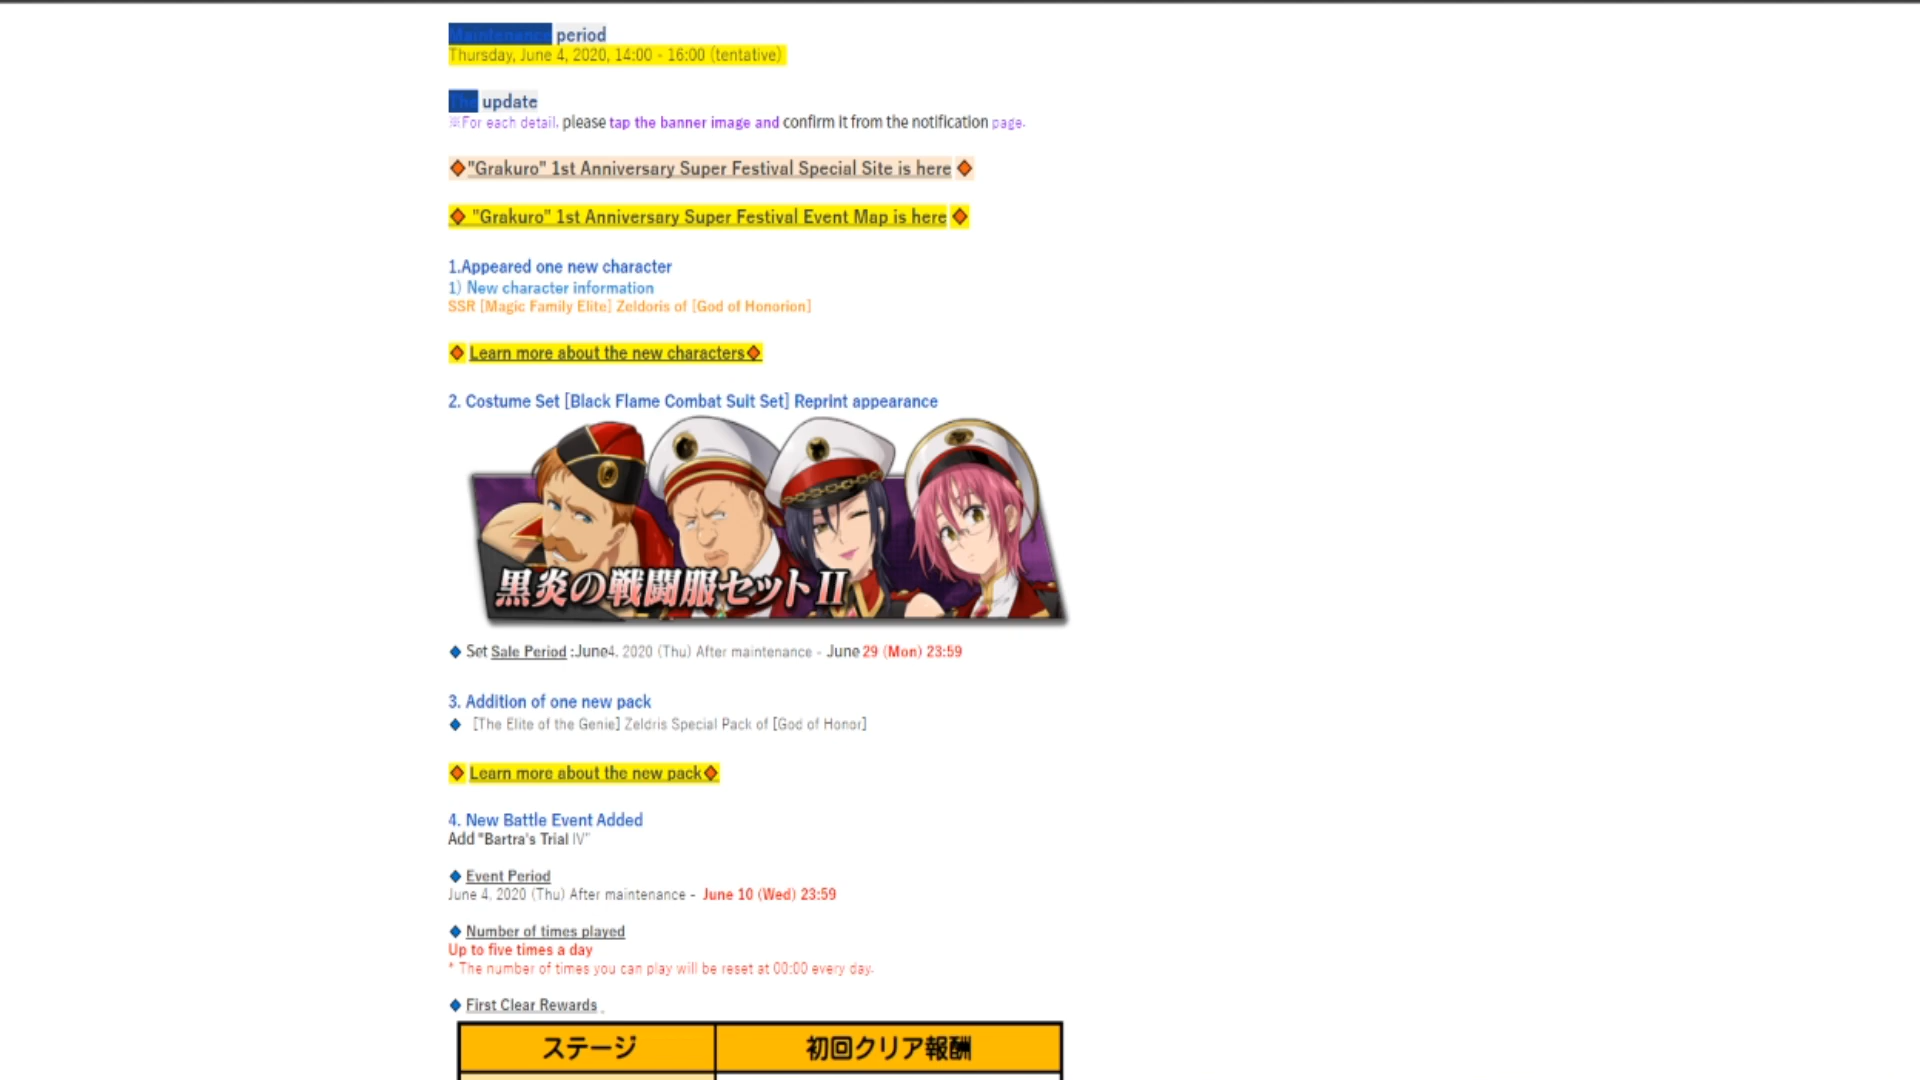 Maintenance period
Thursday, June 4, 2020, 14:00 - 16:00 (tentative)
The update
※For each detail, please tap the banner image and confirm it from the notification page.
◆"Grakuro" 1st Anniversary Super Festival Special Site is here ◆
◆ "Grakuro" 1st Anniversary Super Festival Event Map is here ◆
1.Appeared one new character
1) New character information
SSR [Magic Family Elite] Zeldoris of [God of Honorion]
◆ Learn more about the new characters◆
2. Costume Set [Black Flame Combat Suit Set] Reprint appearance
黒炎の戦闘服セットII
◆ Set Sale Period :June4, 2020 (Thu) After maintenance - June 29 (Mon) 23:59
3. Addition of one new pack
◆ [The Elite of the Genie] Zeldris Special Pack of [God of Honor]
◆ Learn more about the new pack◆
4. New Battle Event Added
Add "Bartra's Trial IV"
◆ Event Period
June 4, 2020 (Thu) After maintenance - June 10 (Wed) 23:59
◆ Number of times played
Up to five times a day
* The number of times you can play will be reset at 00:00 every day.
◆ First Clear Rewards
ステージ 初回クリア報酬